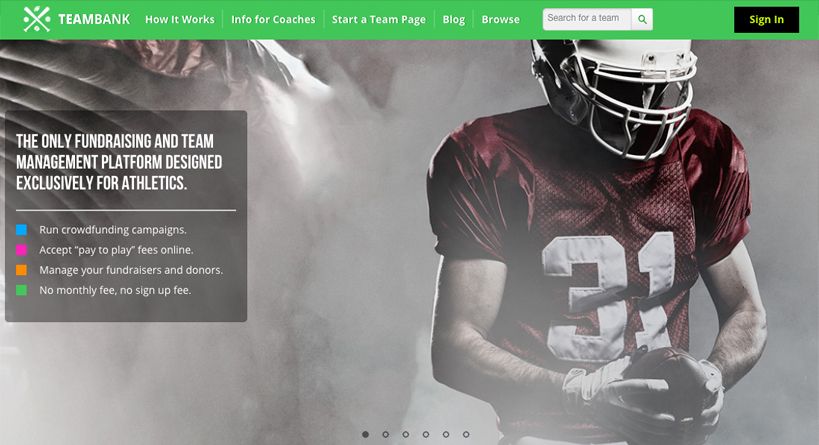 TEAMBANK
How It Works
Info for Coaches
Start a Team Page
Blog
Browse
Search for a team
Sign In
THE ONLY FUNDRAISING AND TEAM
MANAGEMENT PLATFORM DESIGNED
EXCLUSIVELY FOR ATHLETICS.
Run crowdfunding campaigns.
Accept “pay to play” fees online.
Manage your fundraisers and donors.
No monthly fee, no sign up fee.
31